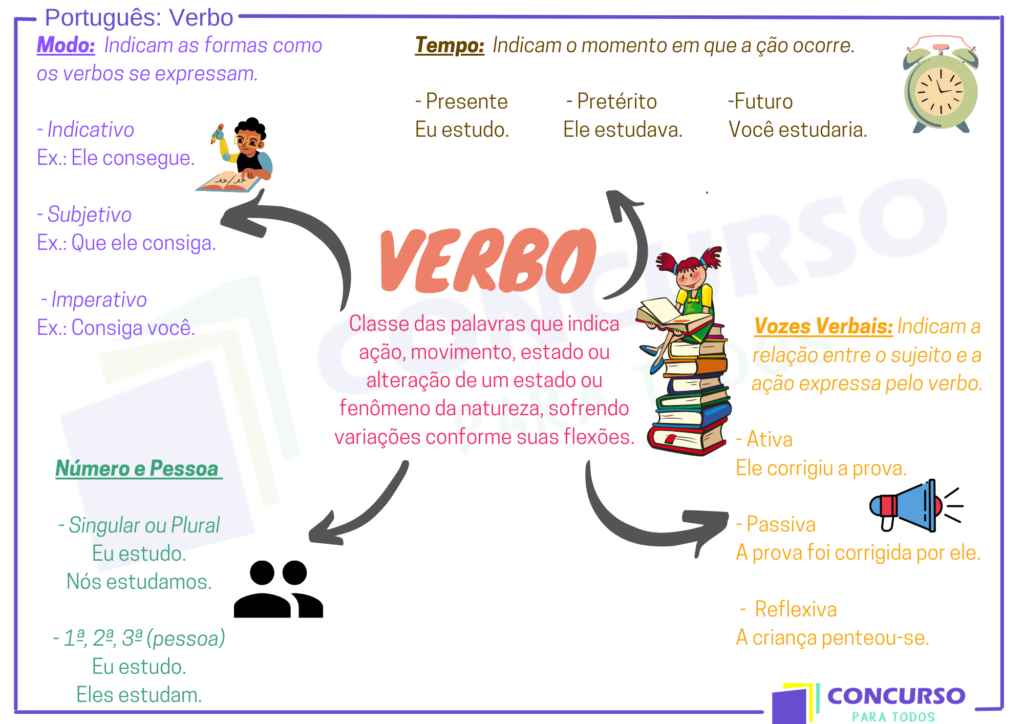 Português: Verbo
Modo: Indicam as formas como
os verbos se expressam.
- Indicativo
Ex.: Ele consegue.
- Subjetivo
Ex.: Que ele consiga.
- Imperativo
Ex.: Consiga você.
Tempo: Indicam o momento em que a ção ocorre.
- Presente - Pretérito -Futuro
Eu estudo. Ele estudava. Você estudaria.
VERBO
Classe das palavras que indica
ação, movimento, estado ou
alteração de um estado ou
fenômeno da natureza, sofrendo
variações conforme suas flexões.
Vozes Verbais: Indicam a
relação entre o sujeito e a
ação expressa pelo verbo.
- Ativa
Ele corrigiu a prova.
- Passiva
A prova foi corrigida por ele.
- Reflexiva
A criança penteou-se.
Número e Pessoa
- Singular ou Plural
Eu estudo.
Nós estudamos.
- 1ª, 2ª, 3ª (pessoa)
Eu estudo.
Eles estudam.
CONCURSO
PARA TODOS
CONCURSO
PARA TODOS